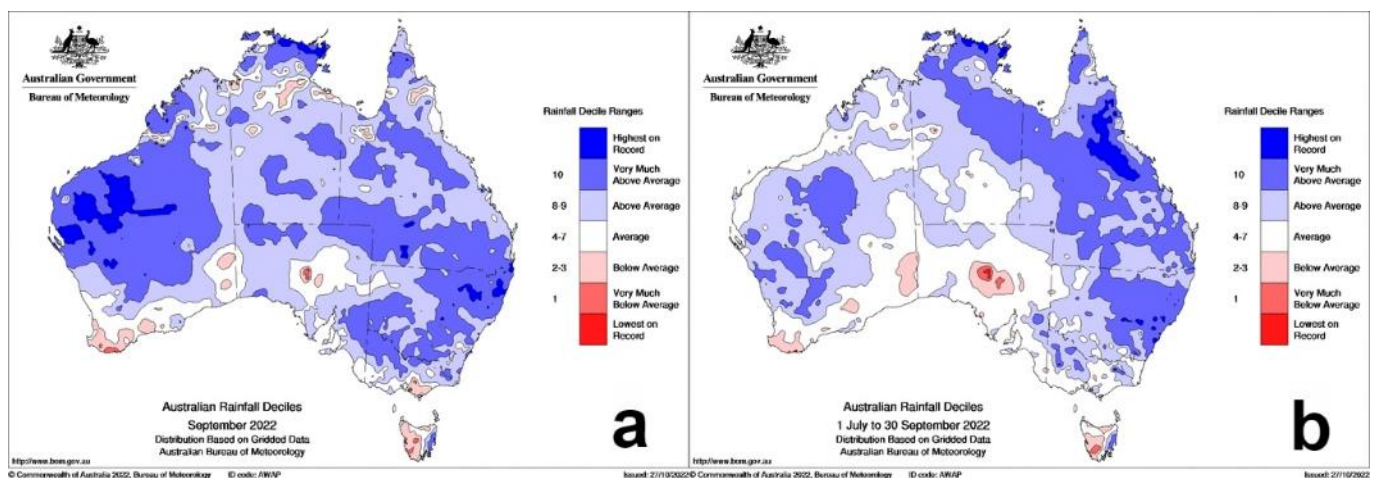 Australian Government
Bureau of Meteorology
Rainfall Decile Ranges
Highest on
Record
10
Very Much
Above Average
8-9
Above Average
4-7
Average
2-3
Below Average
1
Very Much
Below Average
Lowest on
Record
Australian Rainfall Deciles
September 2022
Distribution Based on Gridded Data
Australian Bureau of Meteorology
a
http://www.bom.gov.au
© Commonwealth of Australia 2022, Bureau of Meteorology
ID code: AWAP
Issued: 27/10/2022
Australian Government
Bureau of Meteorology
Rainfall Decile Ranges
Highest on
Record
10
Very Much
Above Average
8-9
Above Average
4-7
Average
2-3
Below Average
1
Very Much
Below Average
Lowest on
Record
Australian Rainfall Deciles
1 July to 30 September 2022
Distribution Based on Gridded Data
Australian Bureau of Meteorology
b
http://www.bom.gov.au
© Commonwealth of Australia 2022, Bureau of Meteorology
ID code: AWAP
Issued: 27/10/2022